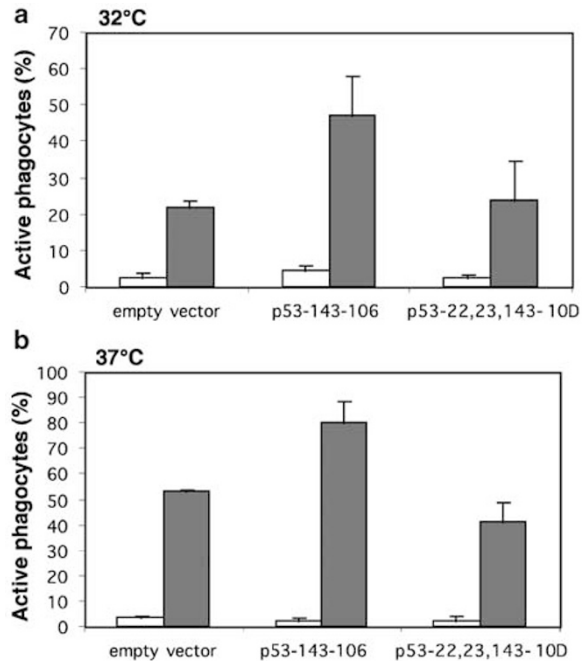 a
32°C
Active phagocytes (%)
70
60
50
40
30
20
10
0
empty vector
p53-143-106
p53-22,23,143-10D
b
37°C
Active phagocytes (%)
100
90
80
70
60
50
40
30
20
10
0
empty vector
p53-143-106
p53-22,23,143-10D